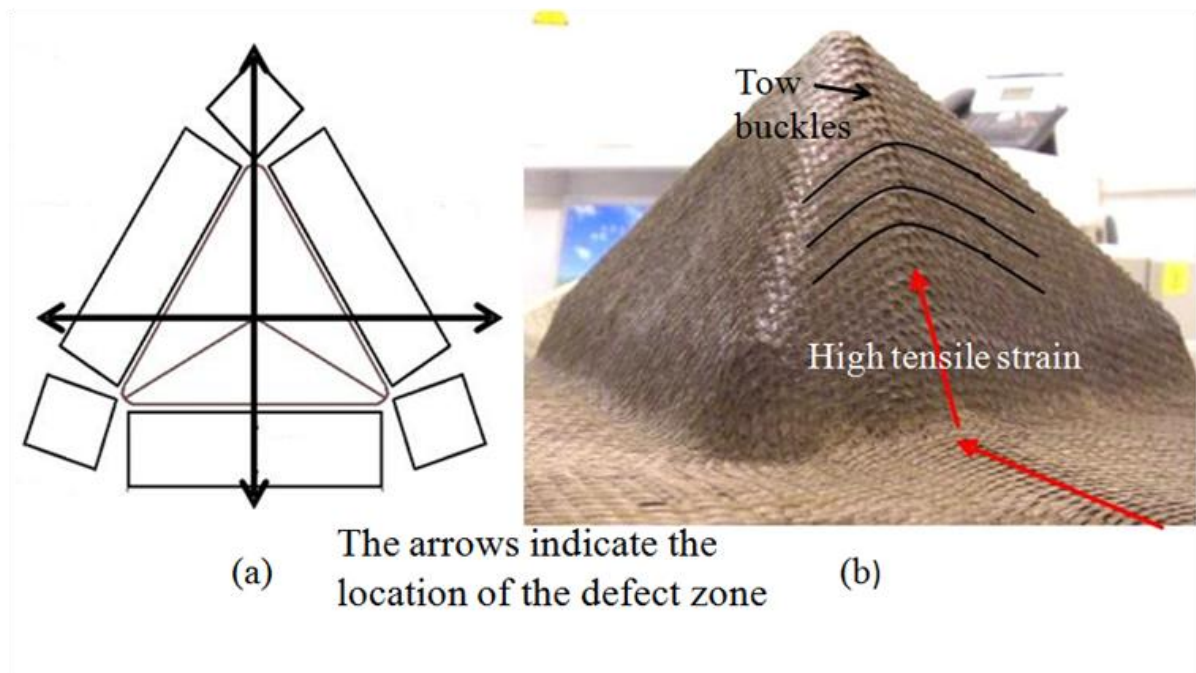 Tow
buckles
High tensile strain
The arrows indicate the
location of the defect zone
(a)
(b)